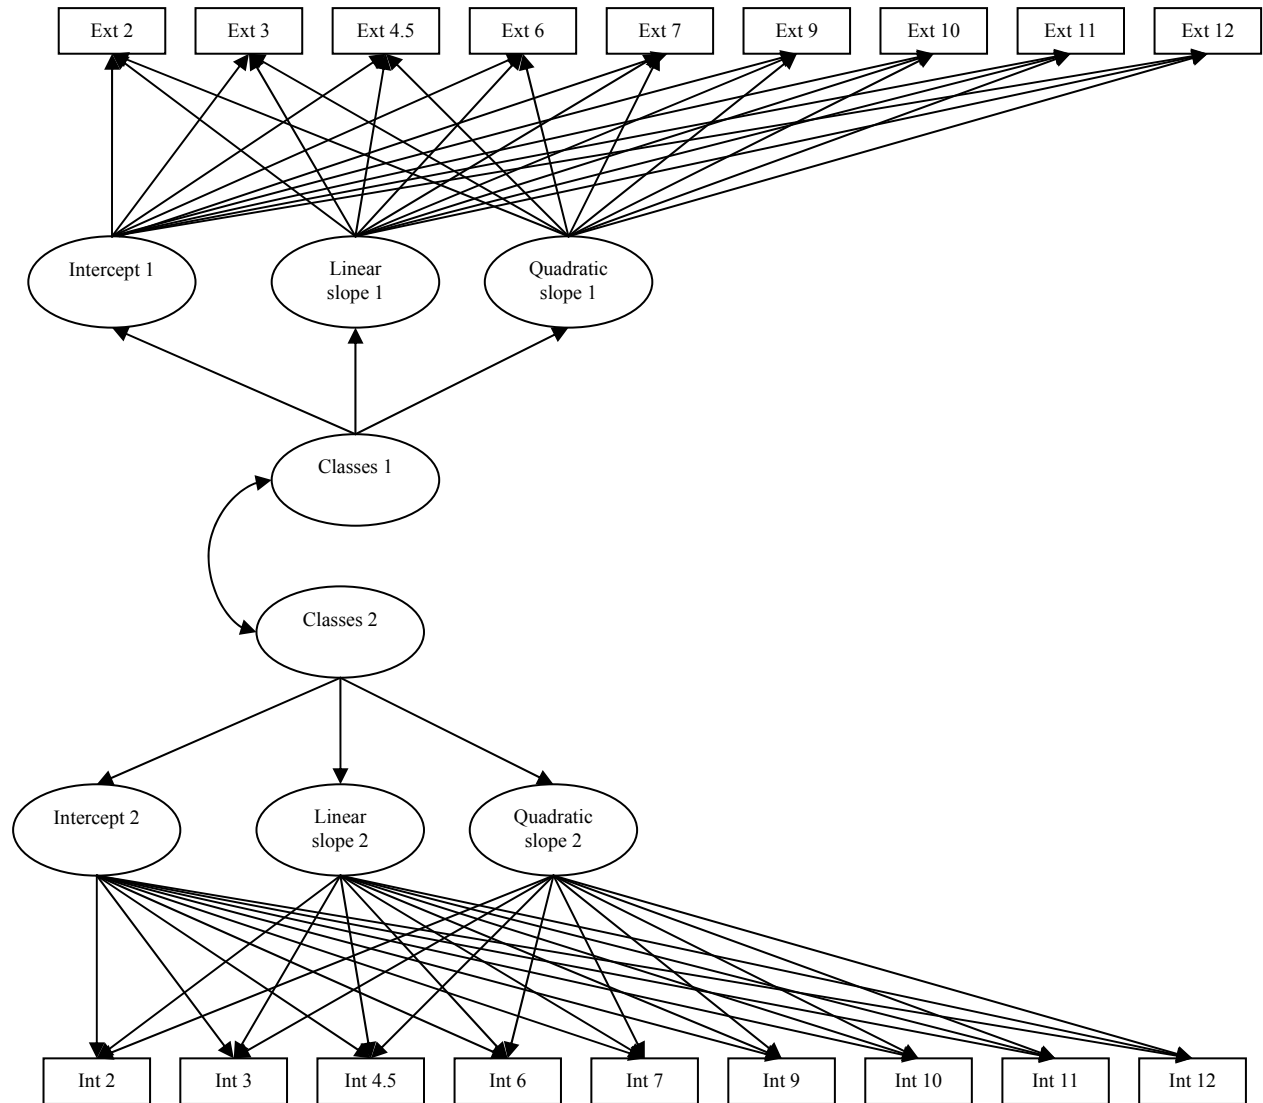 Ext 2
Ext 3
Ext 4.5
Ext 6
Ext 7
Ext 9
Ext 10
Ext 11
Ext 12
Intercept 1
Linear
slope 1
Quadratic
slope 1
Classes 1
Classes 2
Intercept 2
Linear
slope 2
Quadratic
slope 2
Int 2
Int 3
Int 4.5
Int 6
Int 7
Int 9
Int 10
Int 11
Int 12